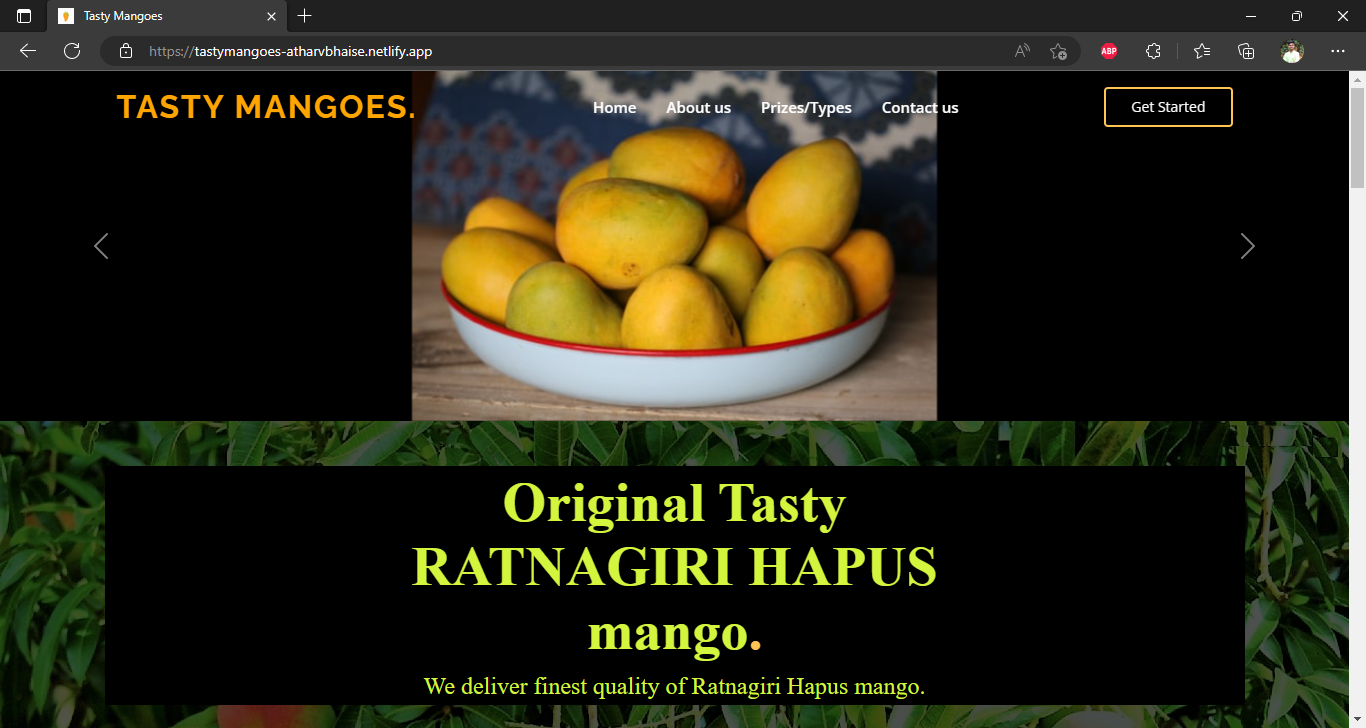 Tasty Mangoes
https://tastymangoes-atharvbhaise.netlify.app
ABP
TASTY MANGOES.
Home About us Prizes/Types Contact us
Get Started
Original Tasty
RATNAGIRI HAPUS
mango.
We deliver finest quality of Ratnagiri Hapus mango.